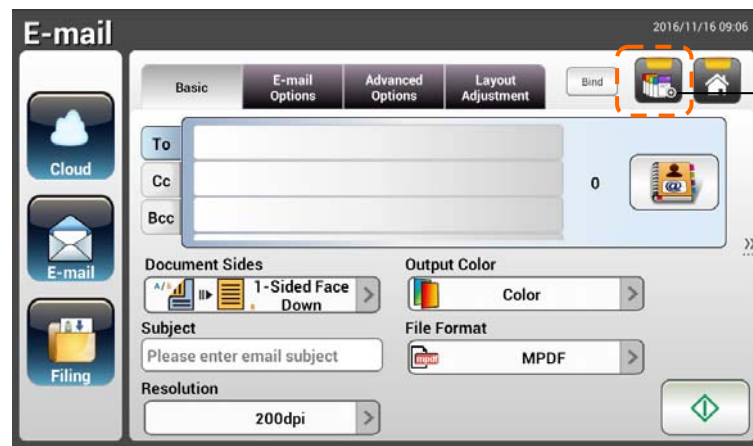 E-mail
2016/11/16 09:06
Basic
E-mail
Options
Advanced
Options
Layout
Adjustment
Bind
Cloud
E-mail
Filing
To
Cc
Bcc
0
@
Document Sides
A/
1-Sided Face
Down
Output Color
Color
Subject
Please enter email subject
File Format
mpdf
MPDF
Resolution
200dpi